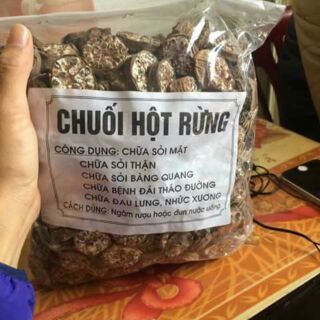 CHUỐI HỘT RỪNG
CÔNG DỤNG: CHỮA SỎI MẬT
CHỮA SỎI THẬN
CHỮA SỎI BÀNG QUANG
CHỮA BỆNH ĐÁI THÁO ĐƯỜNG
CHỮA ĐAU LƯNG, NHỨC XƯƠNG
CÁCH DÙNG: Ngâm rượu hoặc đun nước uống